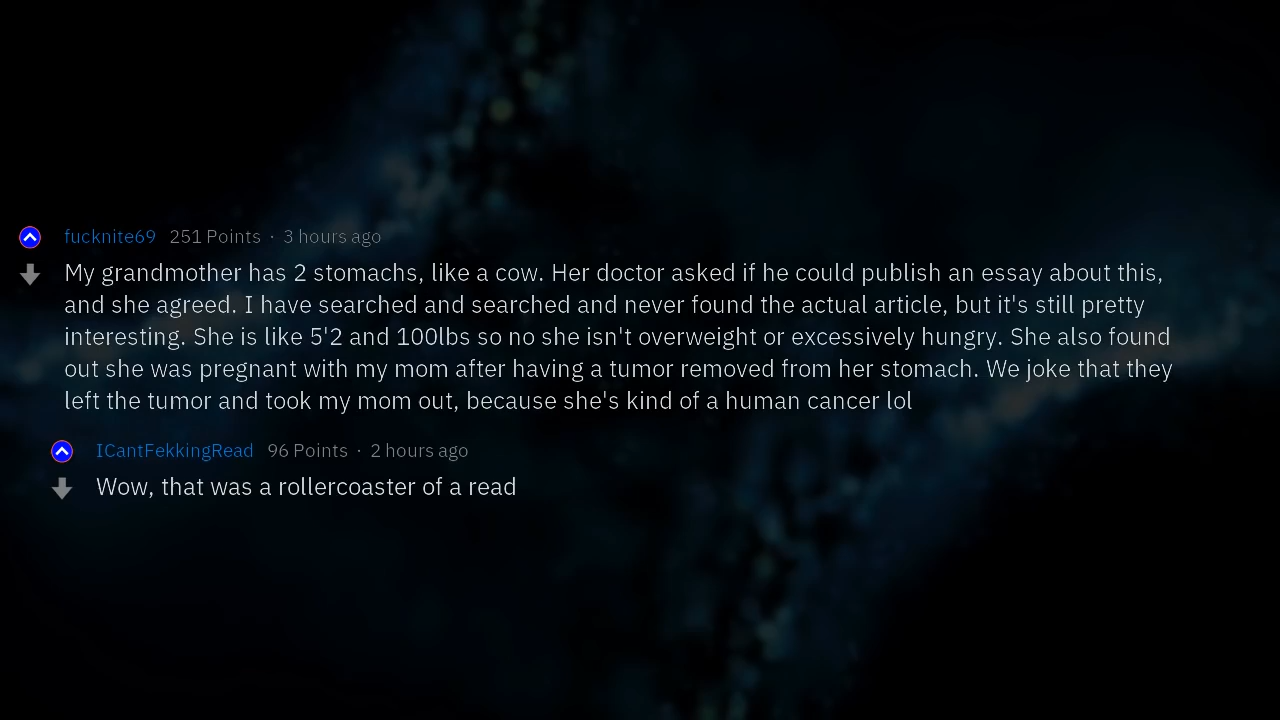 fucknite69 251 Points · 3 hours ago
My grandmother has 2 stomachs, like a cow. Her doctor asked if he could publish an essay about this,
and she agreed. I have searched and searched and never found the actual article, but it's still pretty
interesting. She is like 5'2 and 100lbs so no she isn't overweight or excessively hungry. She also found
out she was pregnant with my mom after having a tumor removed from her stomach. We joke that they
left the tumor and took my mom out, because she's kind of a human cancer lol
ICantFekkingRead 96 Points · 2 hours ago
Wow, that was a rollercoaster of a read